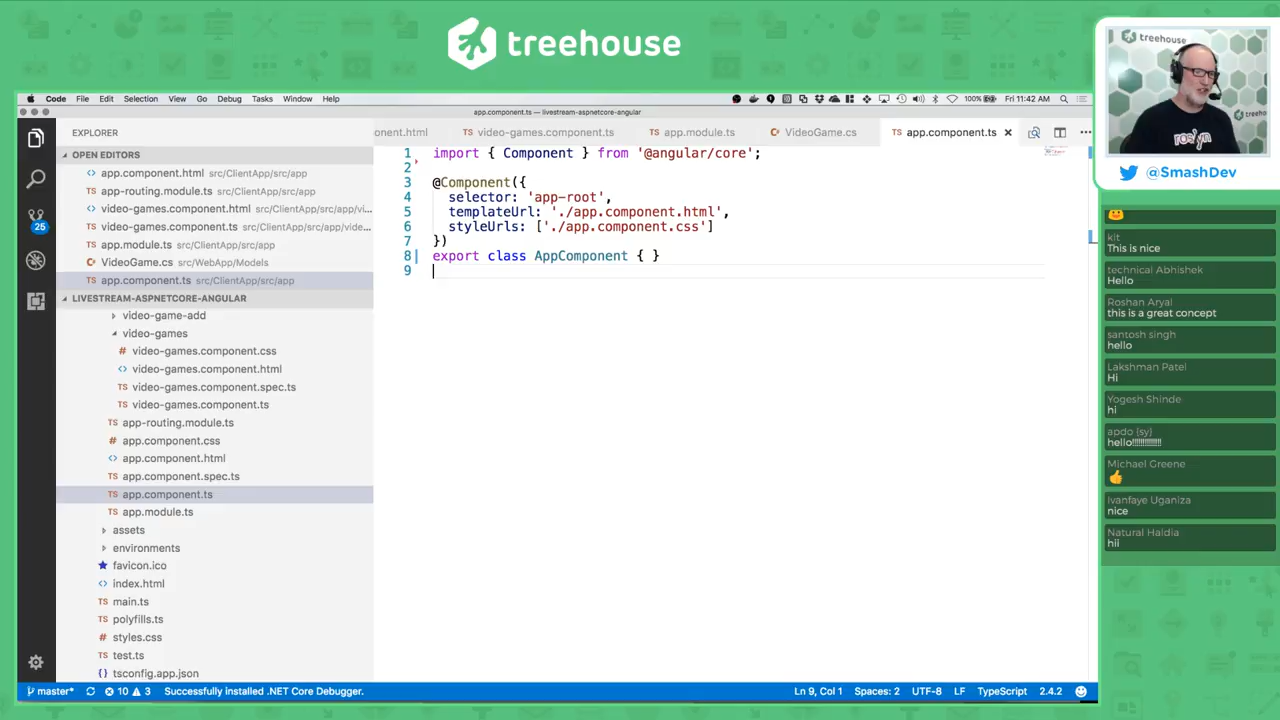 treehouse
treehouse
roslyn
@SmashDev
Code File Edit Selection View Go Debug Tasks Window Help
100% Fri 11:42 AM
app.component.ts — livestream-aspnetcore-angular
EXPLORER
OPEN EDITORS
app.component.html src/ClientApp/src/app
app-routing.module.ts src/ClientApp/src/app
video-games.component.html src/ClientApp/src/app/vi...
video-games.component.ts src/ClientApp/src/app/vide...
app.module.ts src/ClientApp/src/app
VideoGame.cs src/WebApp/Models
app.component.ts src/ClientApp/src/app
LIVESTREAM-ASPNETCORE-ANGULAR
video-game-add
video-games
video-games.component.css
video-games.component.html
video-games.component.spec.ts
video-games.component.ts
app-routing.module.ts
app.component.css
app.component.html
app.component.spec.ts
app.component.ts
app.module.ts
assets
environments
favicon.ico
index.html
main.ts
polyfills.ts
styles.css
test.ts
tsconfig.app.json
26
onent.html video-games.component.ts app.module.ts VideoGame.cs app.component.ts
1 import { Component } from '@angular/core';
2
3 @Component({
4 selector: 'app-root',
5 templateUrl: './app.component.html',
6 styleUrls: ['./app.component.css']
7 })
8 export class AppComponent { }
9
kit
This is nice
technical Abhishek
Hello
Roshan Aryal
this is a great concept
santosh singh
hello
Lakshman Patel
Hi
Yogesh Shinde
hi
apdo (sy)
hello!!!!!!!!!!!!!
Michael Greene
👍
Ivanfaye Uganiza
nice
Natural Haldia
hii
master* 10 3 Successfully installed .NET Core Debugger.
Ln 9, Col 1 Spaces: 2 UTF-8 LF TypeScript 2.4.2